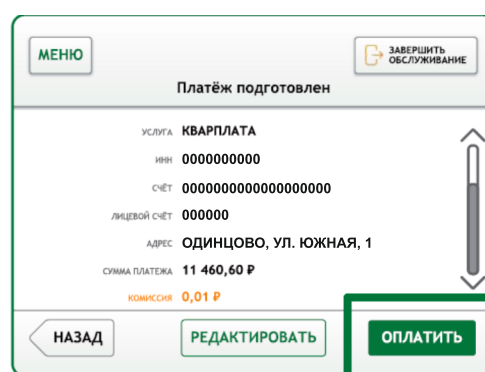 МЕНЮ
ЗАВЕРШИТЬ
ОБСЛУЖИВАНИЕ
Платёж подготовлен
УСЛУГА КВАРПЛАТА
ИНН 0000000000
СЧЁТ 00000000000000000000
ЛИЦЕВОЙ СЧЁТ 000000
АДРЕС ОДИНЦОВО, УЛ. ЮЖНАЯ, 1
СУММА ПЛАТЕЖА 11 460,60 ₽
КОМИССИЯ 0,01 ₽
НАЗАД РЕДАКТИРОВАТЬ ОПЛАТИТЬ